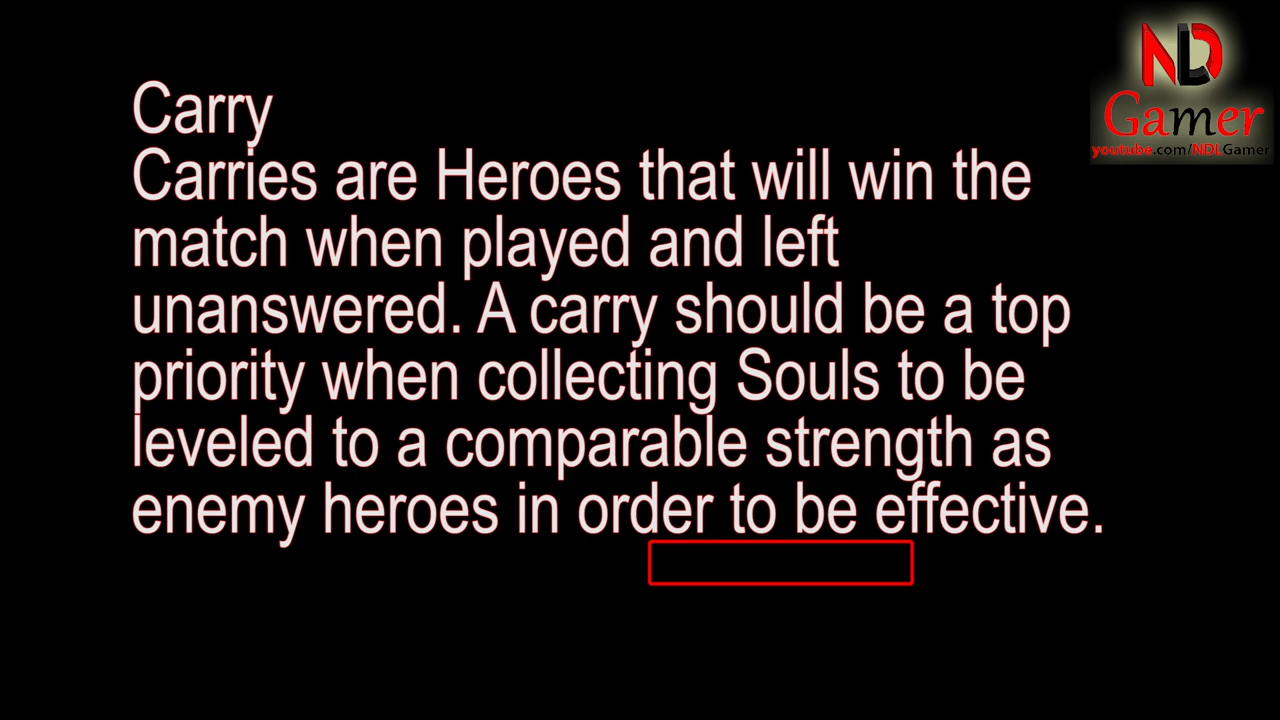 Carry
Carries are Heroes that will win the
match when played and left
unanswered. A carry should be a top
priority when collecting Souls to be
leveled to a comparable strength as
enemy heroes in order to be effective.
NDL
Gamer
youtube.com/NDLGamer